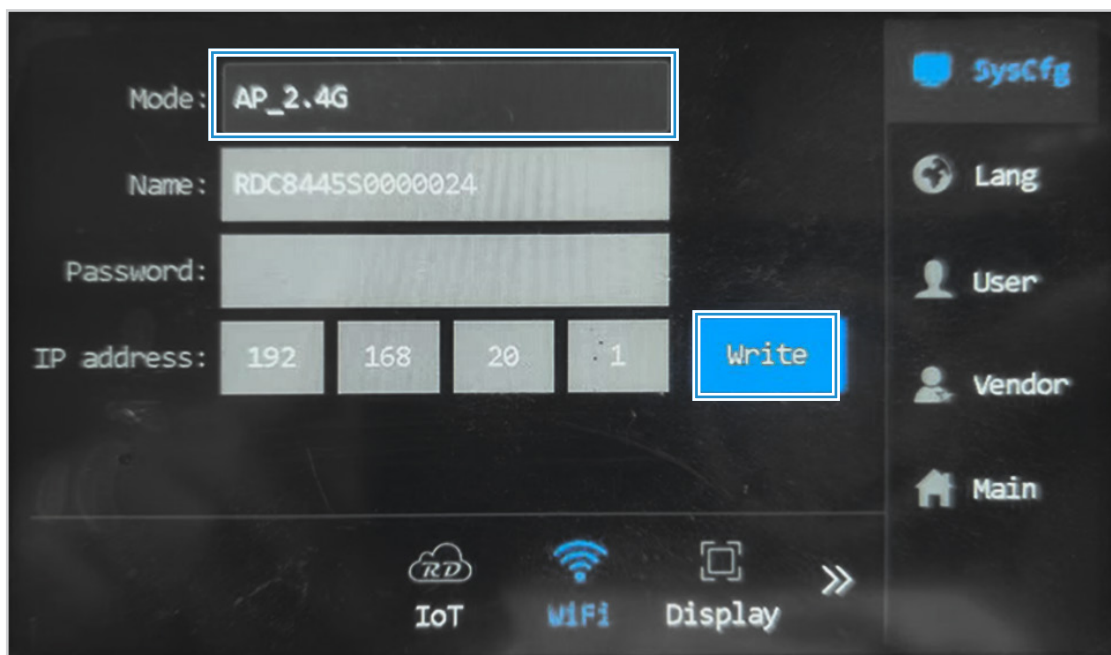 Mode: AP_2.4G
Name: RDC8445S0000024
Password:
IP address: 192 168 20 1 Write
SysCfg
Lang
User
Vendor
Main
RD
IoT WiFi Display